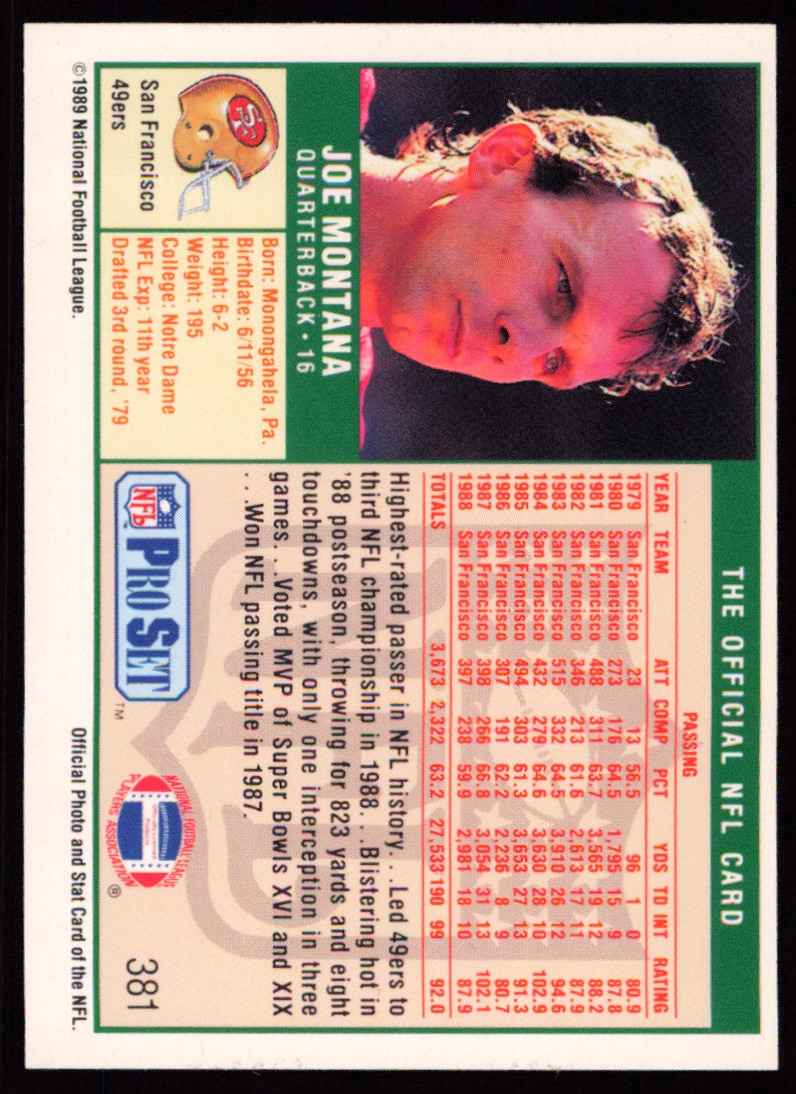 THE OFFICIAL NFL CARD
JOE MONTANA
QUARTERBACK • 16
San Francisco
49ers
Born: Monongahela, Pa.
Birthdate: 6/11/56
Height: 6-2
Weight: 195
College: Notre Dame
NFL Exp: 11th year
Drafted 3rd round, '79
PASSING
YEAR TEAM ATT COMP PCT YDS TD INT RATING
1979 San Francisco 23 13 56.5 96 1 0 80.9
1980 San Francisco 273 176 64.5 1,795 15 9 87.8
1981 San Francisco 488 311 63.7 3,565 19 12 88.2
1982 San Francisco 346 213 61.6 2,613 17 11 87.9
1983 San Francisco 515 332 64.5 3,910 26 12 94.6
1984 San Francisco 432 279 64.6 3,630 28 10 102.9
1985 San Francisco 494 303 61.3 3,653 27 13 91.3
1986 San Francisco 307 191 62.2 2,236 8 9 80.7
1987 San Francisco 398 266 66.8 3,054 31 13 102.1
1988 San Francisco 397 238 59.9 2,981 18 10 87.9
TOTALS 3,673 2,322 63.2 27,533 190 99 92.0
Highest-rated passer in NFL history. . .Led 49ers to
third NFL championship in 1988. . .Blistering hot in
'88 postseason, throwing for 823 yards and eight
touchdowns, with only one interception in three
games. . .Voted MVP of Super Bowls XVI and XIX
. . .Won NFL passing title in 1987.
NFL PRO SET ™
NATIONAL FOOTBALL LEAGUE
PLAYERS ASSOCIATION ®
381
©1989 National Football League.
Official Photo and Stat Card of the NFL.